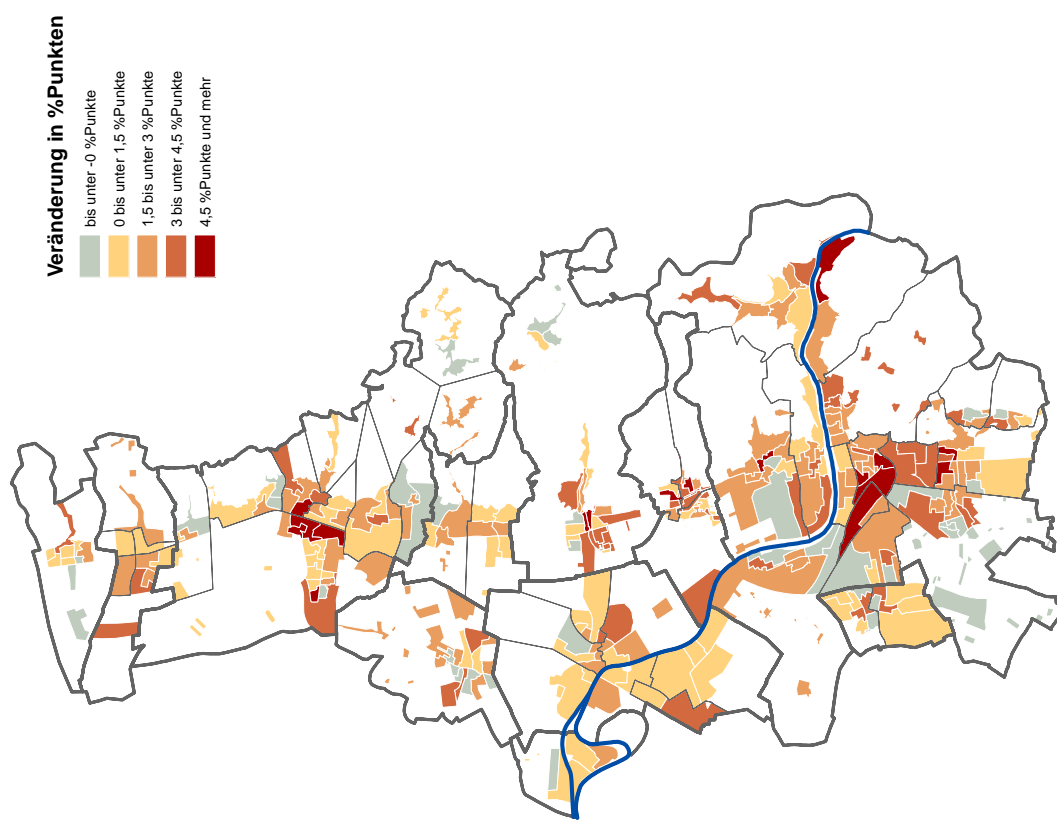 Veränderung in %Punkten
bis unter -0 %Punkte
0 bis unter 1,5 %Punkte
1,5 bis unter 3 %Punkte
3 bis unter 4,5 %Punkte
4,5 %Punkte und mehr